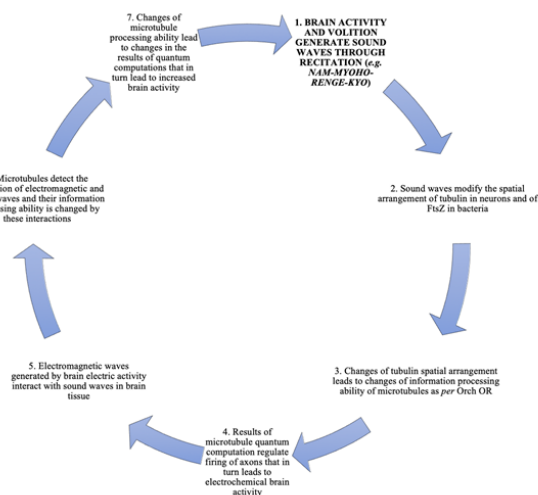 1. BRAIN ACTIVITY
AND VOLITION
GENERATE SOUND
WAVES THROUGH
RECITATION (e.g.
NAM-MYOHO-
RENGE-KYO)
2. Sound waves modify the spatial
arrangement of tubulin in neurons and of
FtsZ in bacteria
3. Changes of tubulin spatial arrangement
leads to changes of information processing
ability of microtubules as per Orch OR
4. Results of
microtubule quantum
computation regulate
firing of axons that in
turn leads to
electrochemical brain
activity
5. Electromagnetic waves
generated by brain electric activity
interact with sound waves in brain
tissue
Microtubules detect the
of electromagnetic and
and their information
ability is changed by
these interactions
7. Changes of
microtubule
processing ability lead
to changes in the
results of quantum
computations that in
turn lead to increased
brain activity